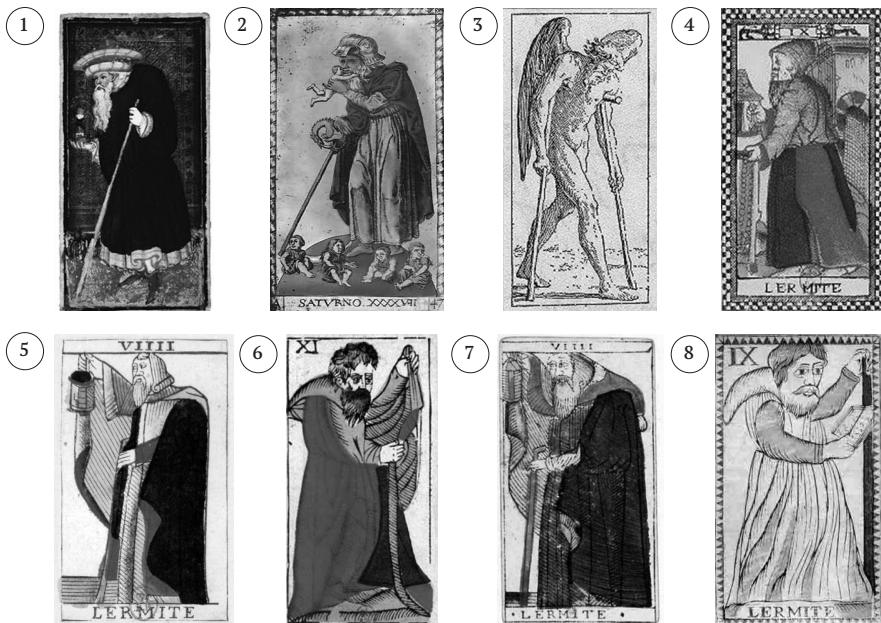 1
2
3
4
IX
SATVRNO XXXXVII 47
LERMITE
5
6
7
8
VIIII
XI
VIIII
IX
LERMITE
· LERMITE ·
LERMITE